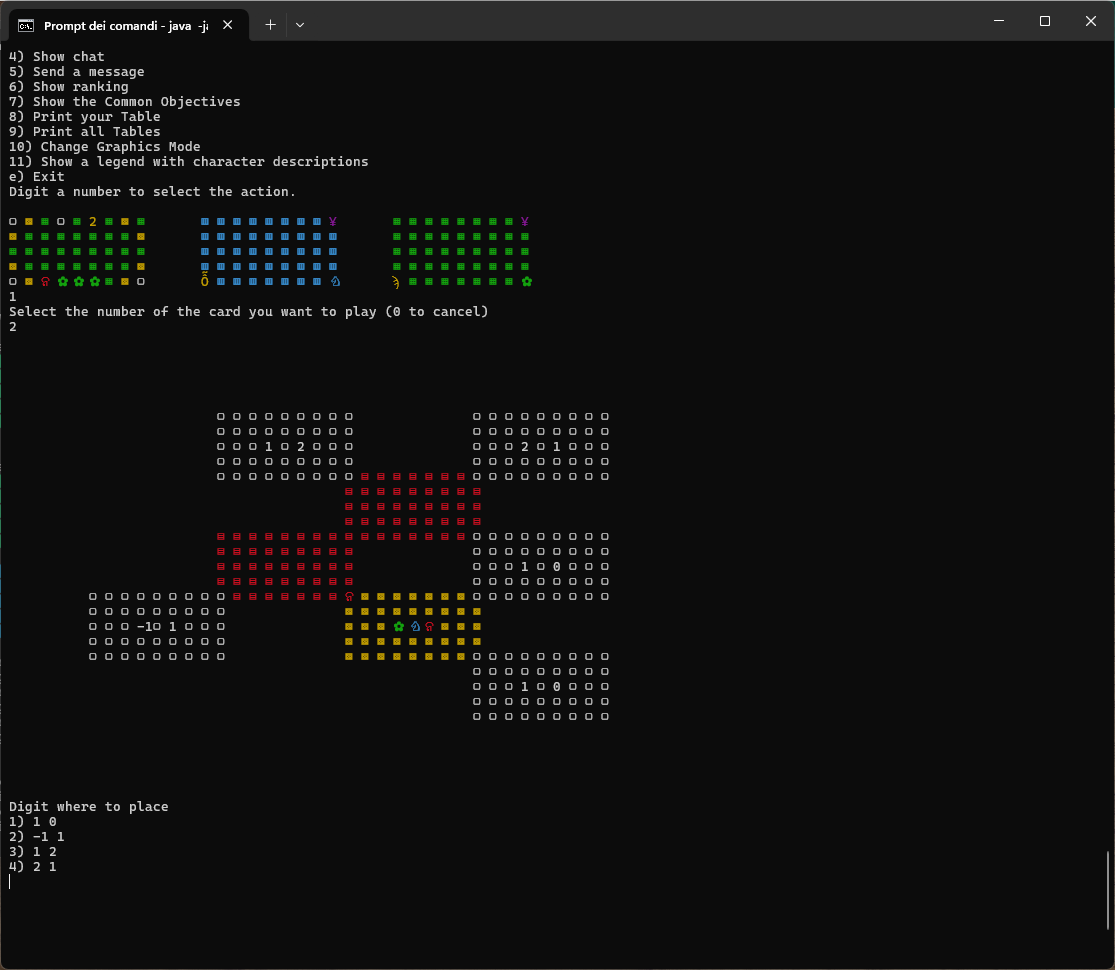 Prompt dei comandi - java -ja
4) Show chat
5) Send a message
6) Show ranking
7) Show the Common Objectives
8) Print your Table
9) Print all Tables
10) Change Graphics Mode
11) Show a legend with character descriptions
e) Exit
Digit a number to select the action.
2 ¥ ¥
1
Select the number of the card you want to play (0 to cancel)
2
1 2 2 1
1 0
-1 1
1 0
Digit where to place
1) 1 0
2) -1 1
3) 1 2
4) 2 1